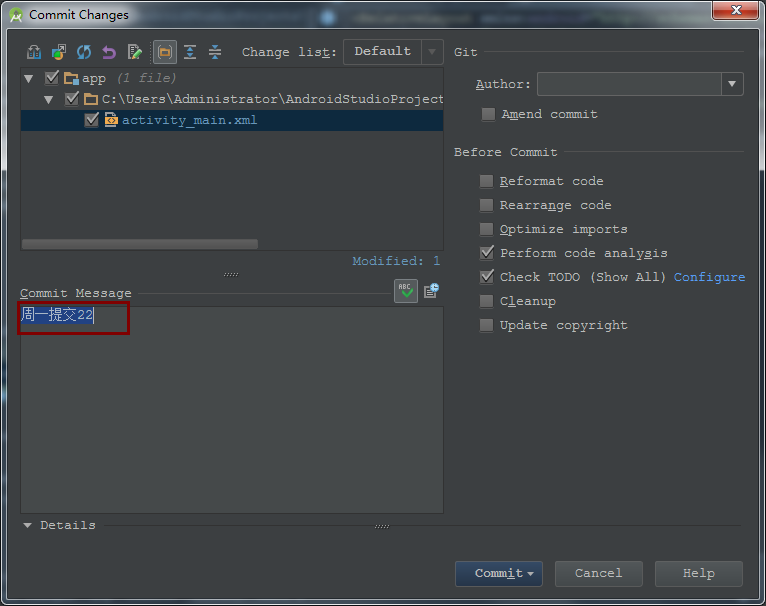 Commit Changes
Change list: Default
app (1 file)
C:\Users\Administrator\AndroidStudioProject
activity_main.xml
Modified: 1
Commit Message
ABC
周一提交22
Details
Git
Author:
Amend commit
Before Commit
Reformat code
Rearrange code
Optimize imports
Perform code analysis
Check TODO (Show All) Configure
Cleanup
Update copyright
Commit Cancel Help